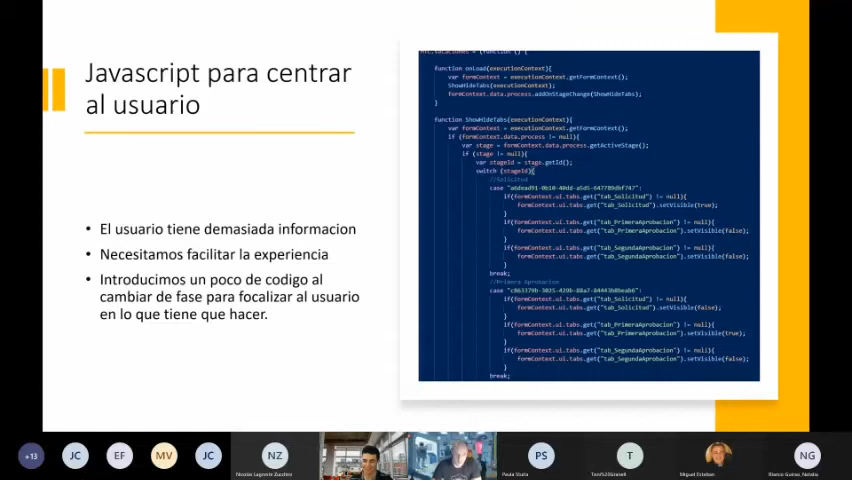 Javascript para centrar
al usuario
• El usuario tiene demasiada informacion
• Necesitamos facilitar la experiencia
• Introducimos un poco de codigo al
cambiar de fase para focalizar al usuario
en lo que tiene que hacer.
function onLoad(executionContext){
var formContext = executionContext.getFormContext();
ShowHideTabs(executionContext);
formContext.data.process.addOnStageChange(ShowHideTabs);
}
function ShowHideTabs(executionContext){
var formContext = executionContext.getFormContext();
if (formContext.data.process != null){
var stage = formContext.data.process.getActiveStage();
if (stage != null){
var stageId = stage.getId();
switch (stageId){
//Solicitud
case
if(formContext.ui.tabs.get("tab_Solicitud") != null){
formContext.ui.tabs.get("tab_Solicitud").setVisible(true);
}
if(formContext.ui.tabs.get("tab_PrimeraAprobacion") != null){
formContext.ui.tabs.get("tab_PrimeraAprobacion").setVisible(false);
}
if(formContext.ui.tabs.get("tab_SegundaAprobacion") != null){
formContext.ui.tabs.get("tab_SegundaAprobacion").setVisible(false);
}
break;
//Primera Aprobacion
case
if(formContext.ui.tabs.get("tab_Solicitud") != null){
formContext.ui.tabs.get("tab_Solicitud").setVisible(false);
}
if(formContext.ui.tabs.get("tab_PrimeraAprobacion") != null){
formContext.ui.tabs.get("tab_PrimeraAprobacion").setVisible(true);
}
if(formContext.ui.tabs.get("tab_SegundaAprobacion") != null){
formContext.ui.tabs.get("tab_SegundaAprobacion").setVisible(false);
}
break;
+13
JC
EF
MV
JC
NZ
PS
T
NG
Miguel Esteban